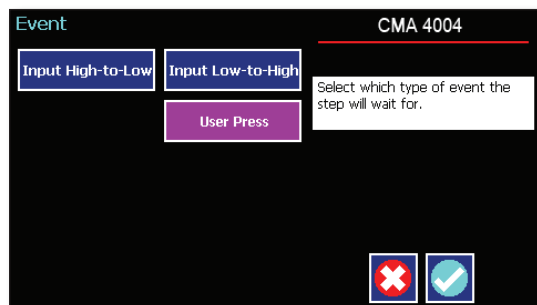 Event
CMA 4004
Input High-to-Low
Input Low-to-High
Select which type of event the
step will wait for.
User Press